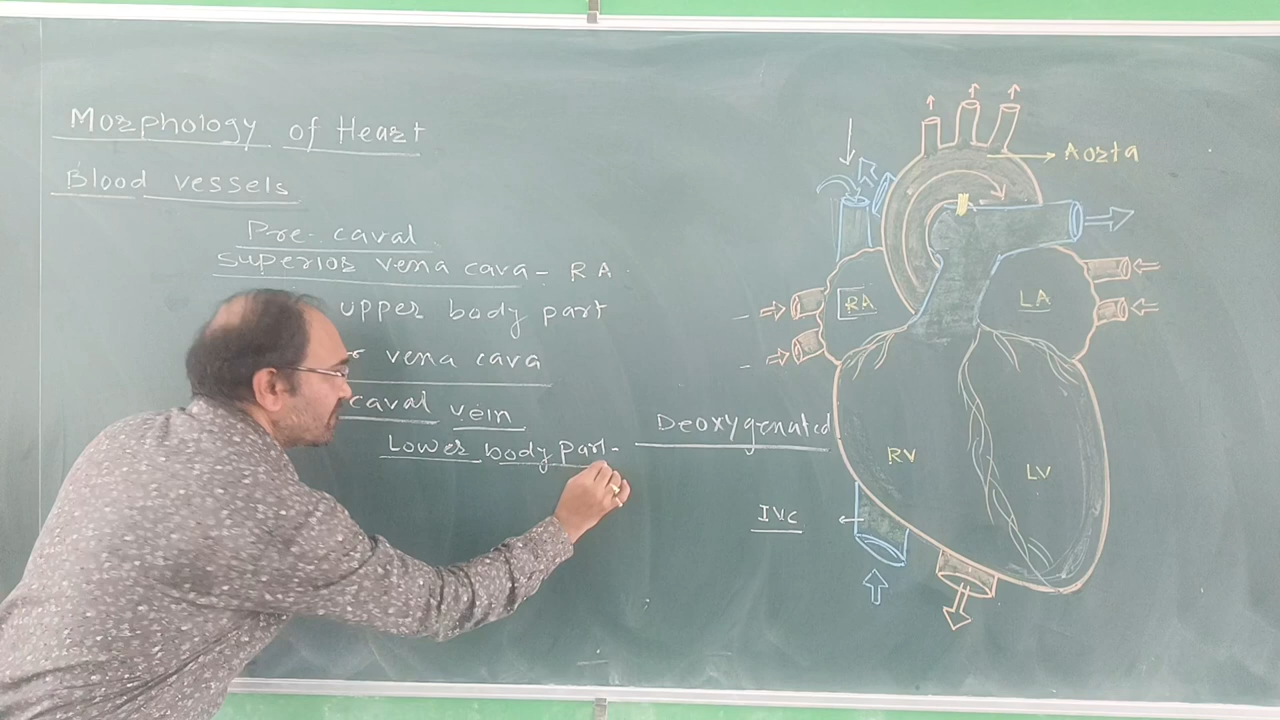 Morphology of Heart
Blood vessels
Pre-caval
Superior vena cava - RA
upper body part
r vena cava
caval vein
Lower body part-
Deoxygenated
Aorta
RA
LA
RV
LV
IVC